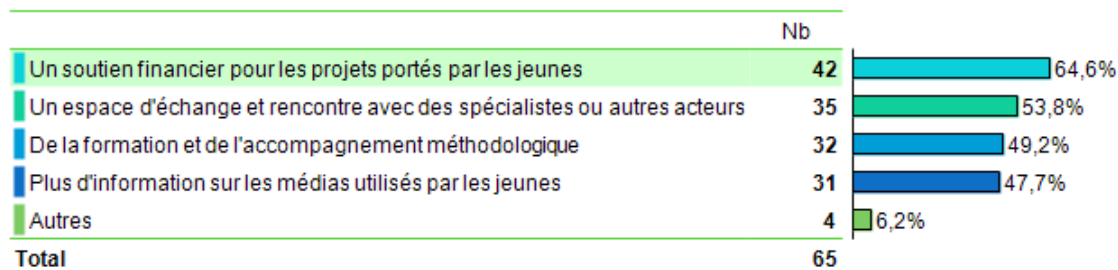 Nb
Un soutien financier pour les projets portés par les jeunes 42 64,6%
Un espace d'échange et rencontre avec des spécialistes ou autres acteurs 35 53,8%
De la formation et de l'accompagnement méthodologique 32 49,2%
Plus d'information sur les médias utilisés par les jeunes 31 47,7%
Autres 4 6,2%
Total 65